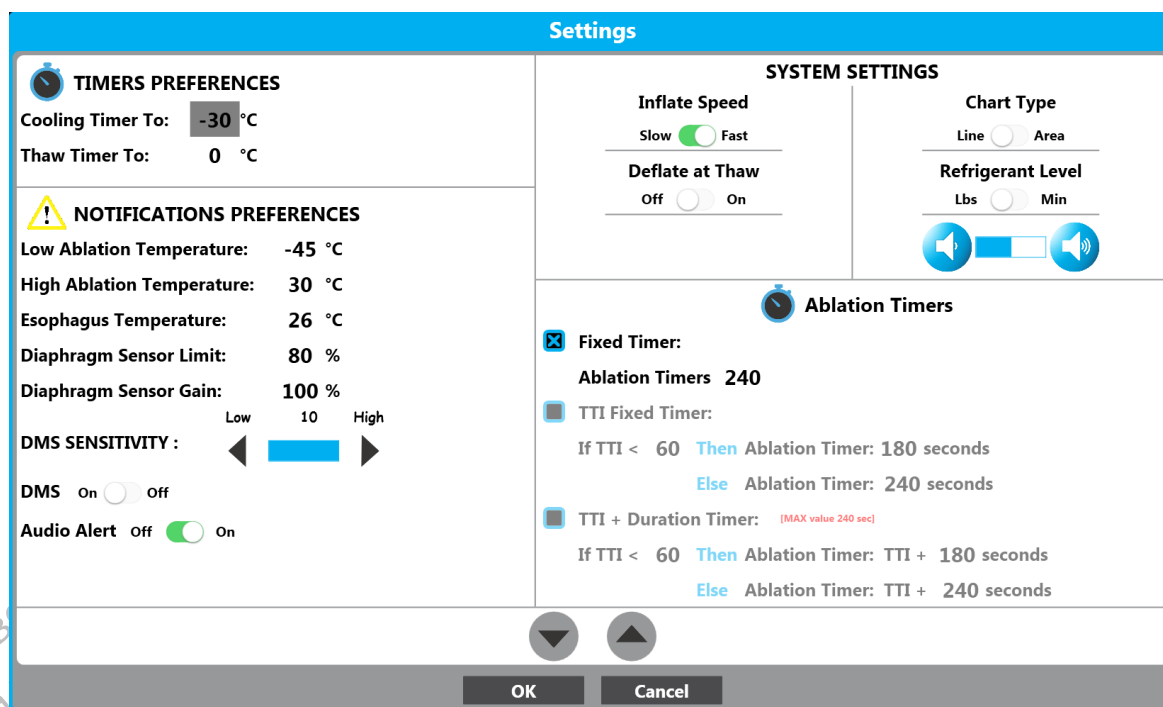 Settings
TIMERS PREFERENCES
Cooling Timer To: -30 °C
Thaw Timer To: 0 °C
NOTIFICATIONS PREFERENCES
Low Ablation Temperature: -45 °C
High Ablation Temperature: 30 °C
Esophagus Temperature: 26 °C
Diaphragm Sensor Limit: 80 %
Diaphragm Sensor Gain: 100 %
Low 10 High
DMS SENSITIVITY :
DMS On Off
Audio Alert Off On
SYSTEM SETTINGS
Inflate Speed
Slow Fast
Deflate at Thaw
Off On
Chart Type
Line Area
Refrigerant Level
Lbs Min
Ablation Timers
Fixed Timer:
Ablation Timers 240
TTI Fixed Timer:
If TTI < 60 Then Ablation Timer: 180 seconds
Else Ablation Timer: 240 seconds
TTI + Duration Timer: [MAX value 240 sec]
If TTI < 60 Then Ablation Timer: TTI + 180 seconds
Else Ablation Timer: TTI + 240 seconds
OK Cancel